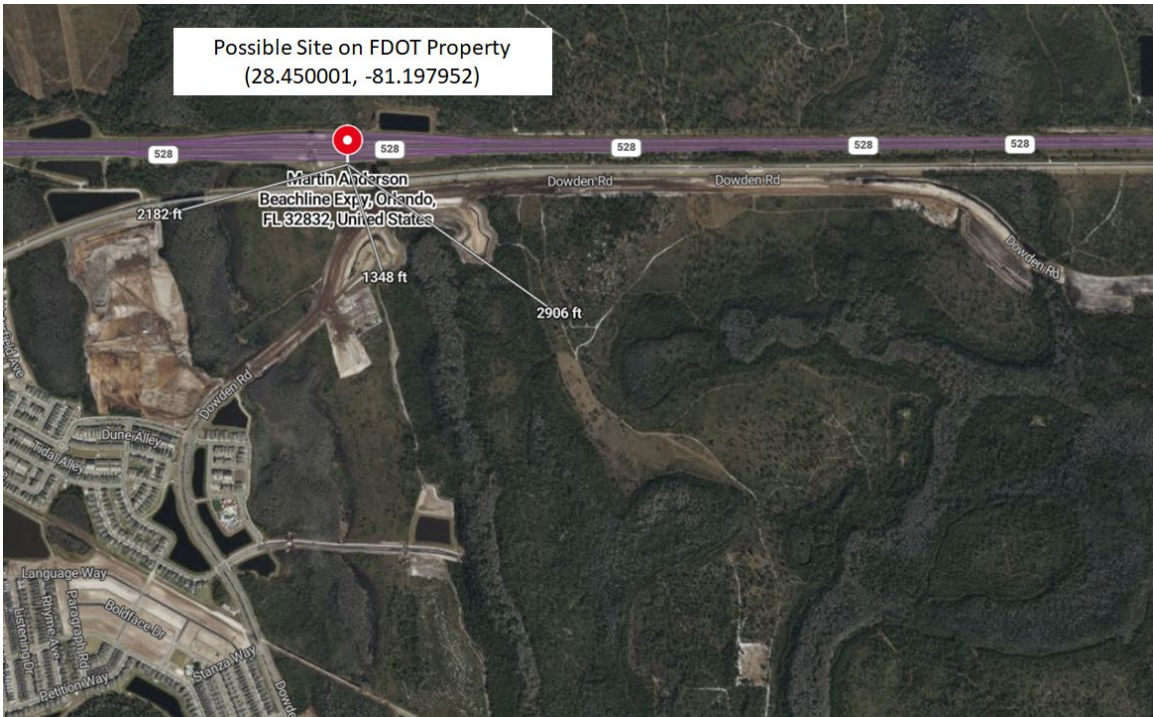 Possible Site on FDOT Property
(28.450001, -81.197952)
528
528
528
528
528
Martin Anderson
Beachline Expy, Orlando,
FL 32832, United States
Dowden Rd
Dowden Rd
2182 ft
1348 ft
2906 ft
Dowden Rd
Dowden Rd
Dune Alley
Tidal Alley
Language Way
Boldface Dr
Listening Dr
Rhyme Ave
Paragraph Rd
Stanza Way
Petition Way